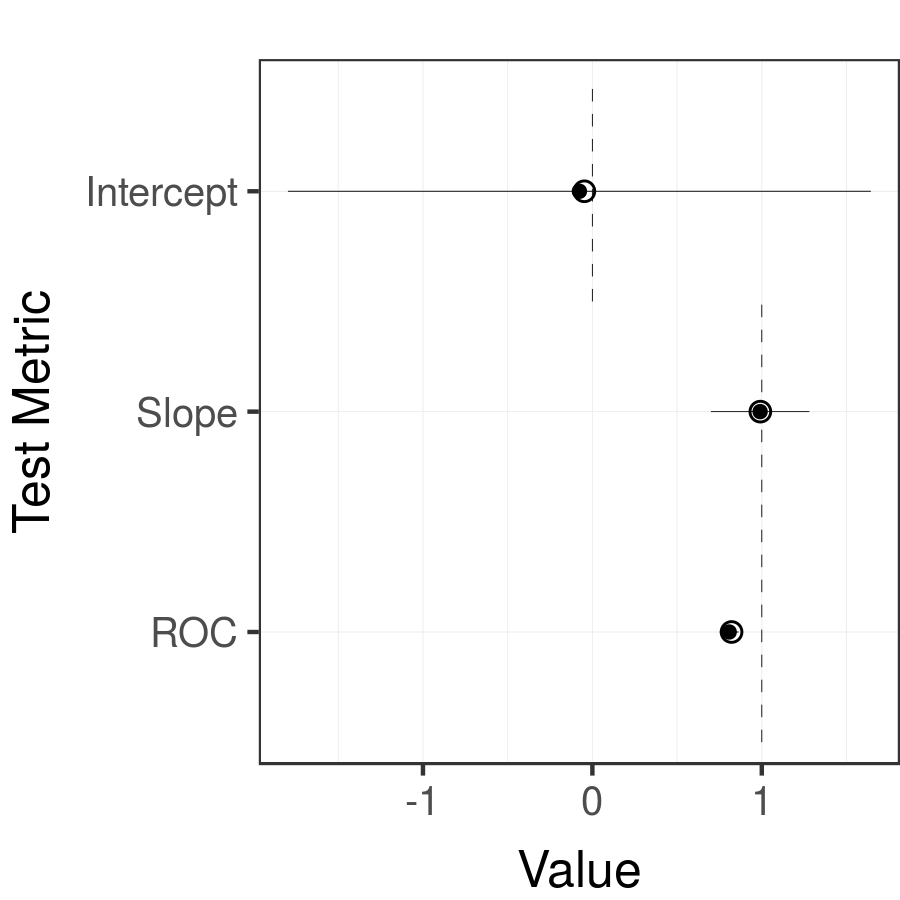 Test Metric
Intercept
Slope
ROC
-1 0 1
Value